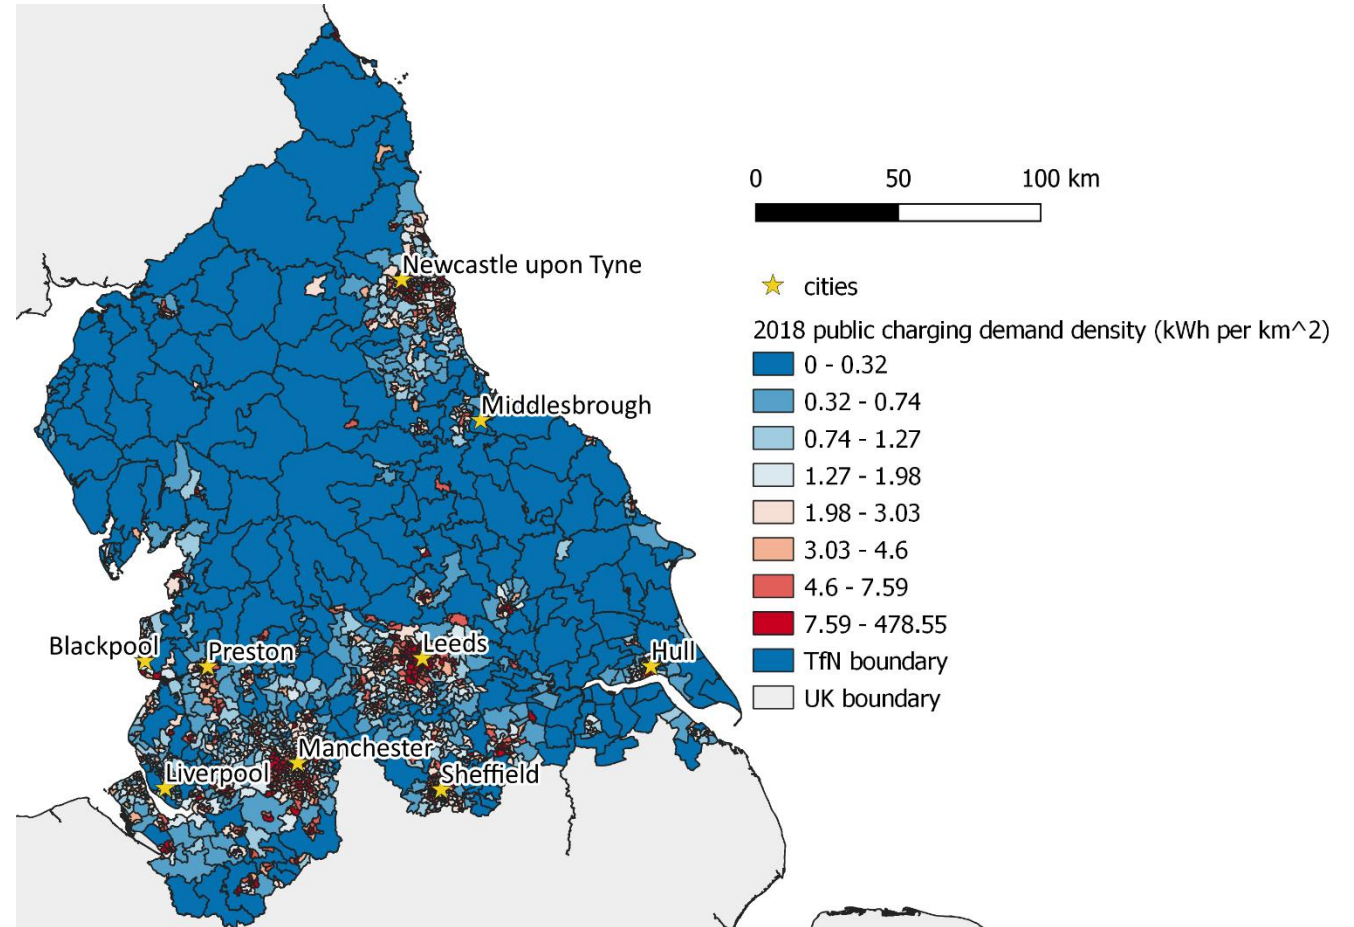 0 50 100 km
Newcastle upon Tyne
cities
2018 public charging demand density (kWh per km^2)
0 - 0.32
0.32 - 0.74
Middlesbrough
0.74 - 1.27
1.27 - 1.98
1.98 - 3.03
3.03 - 4.6
4.6 - 7.59
7.59 - 478.55
Blackpool
Preston
Leeds
Hull
TfN boundary
UK boundary
Manchester
Liverpool
Sheffield